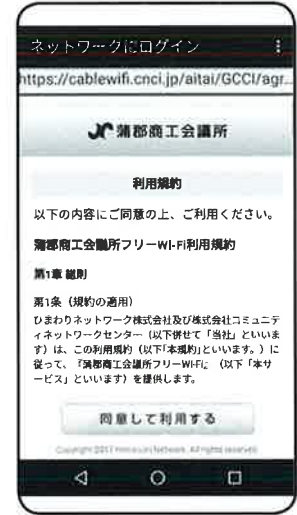 ネットワークにログイン
https://cablewifi.cnci.jp/aitai/GCCI/agr...
蒲郡商工会議所
利用規約
以下の内容にご同意の上、ご利用ください。
蒲郡商工会議所フリーWi-Fi利用規約
第1章 総則
第1条（規約の適用）
ひまわりネットワーク株式会社及び株式会社コミュニテ
ィネットワークセンター（以下併せて「当社」といいま
す）は、この利用規約（以下「本規約」といいます。）に
従って、『蒲郡商工会議所フリーWi-Fi』（以下「本サ
ービス」といいます）を提供します。
同意して利用する
Copyright 2017 Himawari Network. All rights reserved.